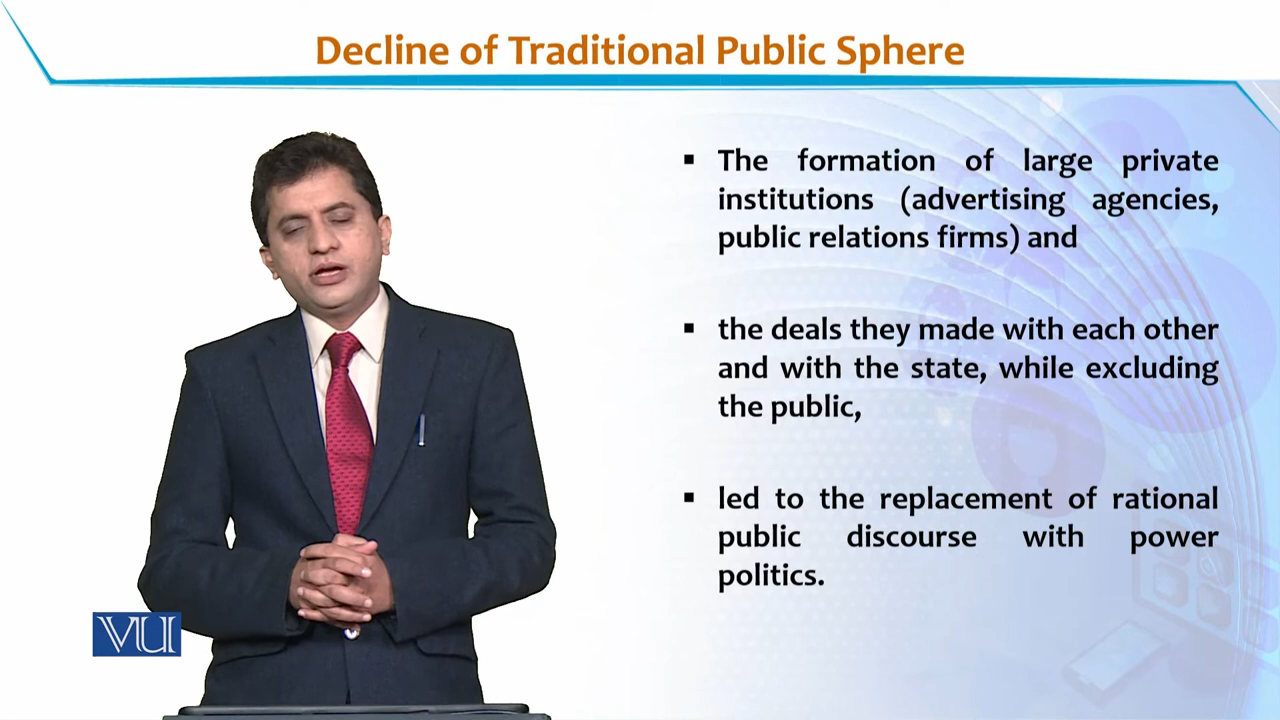 Decline of Traditional Public Sphere
▪ The formation of large private
institutions (advertising agencies,
public relations firms) and
▪ the deals they made with each other
and with the state, while excluding
the public,
▪ led to the replacement of rational
public discourse with power
politics.
VU